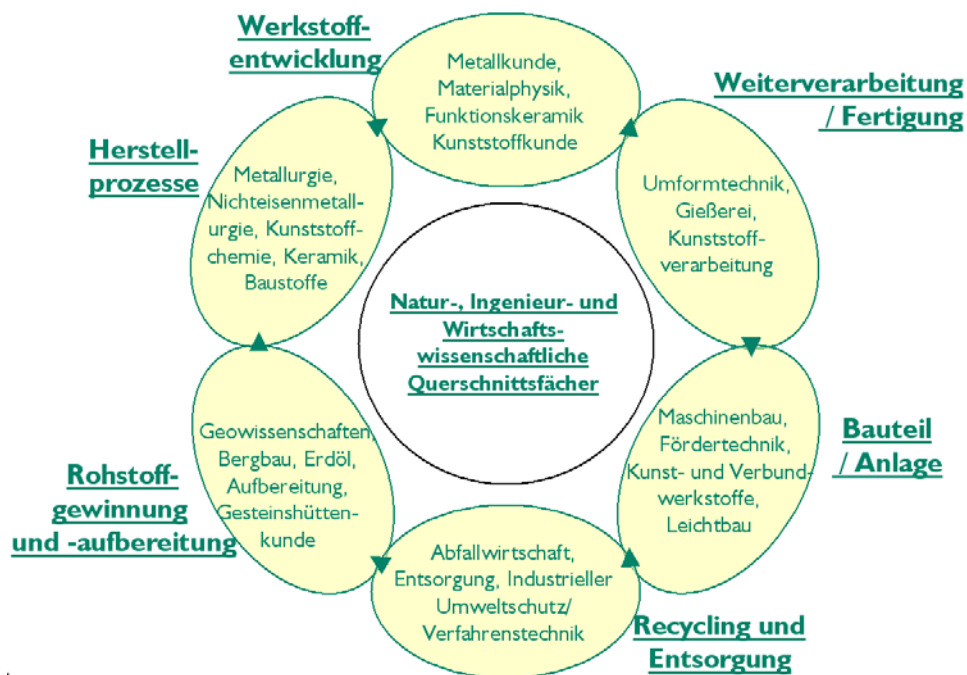 Werkstoff-
entwicklung
Metallkunde,
Materialphysik,
Funktionskeramik
Kunststoffkunde
Weiterverarbeitung
/ Fertigung
Herstell-
prozesse
Metallurgie,
Nichteisenmetall-
urgie, Kunststoff-
chemie, Keramik,
Baustoffe
Umformtechnik,
Gießerei,
Kunststoff-
verarbeitung
Natur-, Ingenieur- und
Wirtschafts-
wissenschaftliche
Querschnittsfächer
Geowissenschaften,
Bergbau, Erdöl,
Aufbereitung,
Gesteinshütten-
kunde
Maschinenbau,
Fördertechnik,
Kunst- und Verbund-
werkstoffe,
Leichtbau
Bauteil
/ Anlage
Rohstoff-
gewinnung
und -aufbereitung
Abfallwirtschaft,
Entsorgung, Industrieller
Umweltschutz/
Verfahrenstechnik
Recycling und
Entsorgung